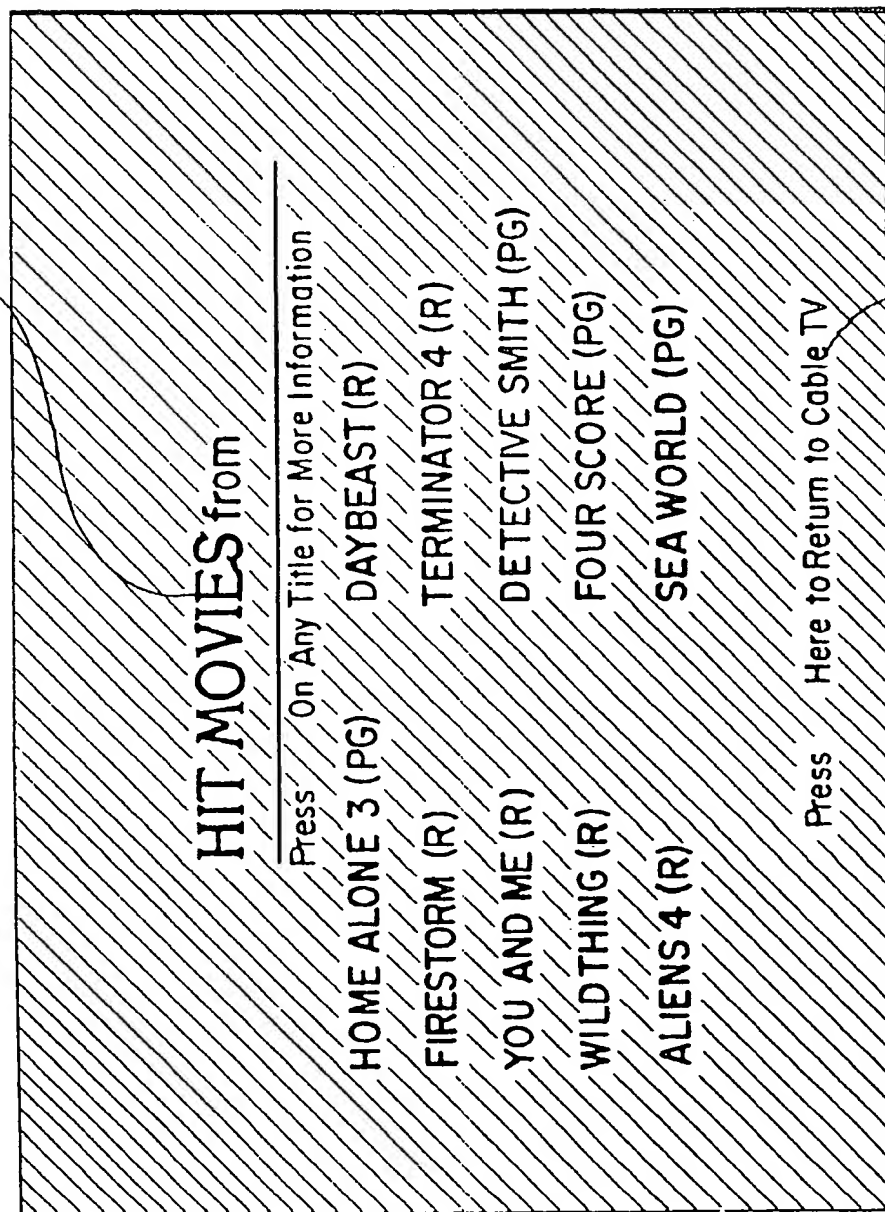 HIT MOVIES from
Press On Any Title for More Information
HOME ALONE 3 (PG) DAYBEAST (R)
FIRESTORM (R) TERMINATOR 4 (R)
YOU AND ME (R) DETECTIVE SMITH (PG)
WILD THING (R) FOUR SCORE (PG)
ALIENS 4 (R) SEA WORLD (PG)
Press Here to Return to Cable TV